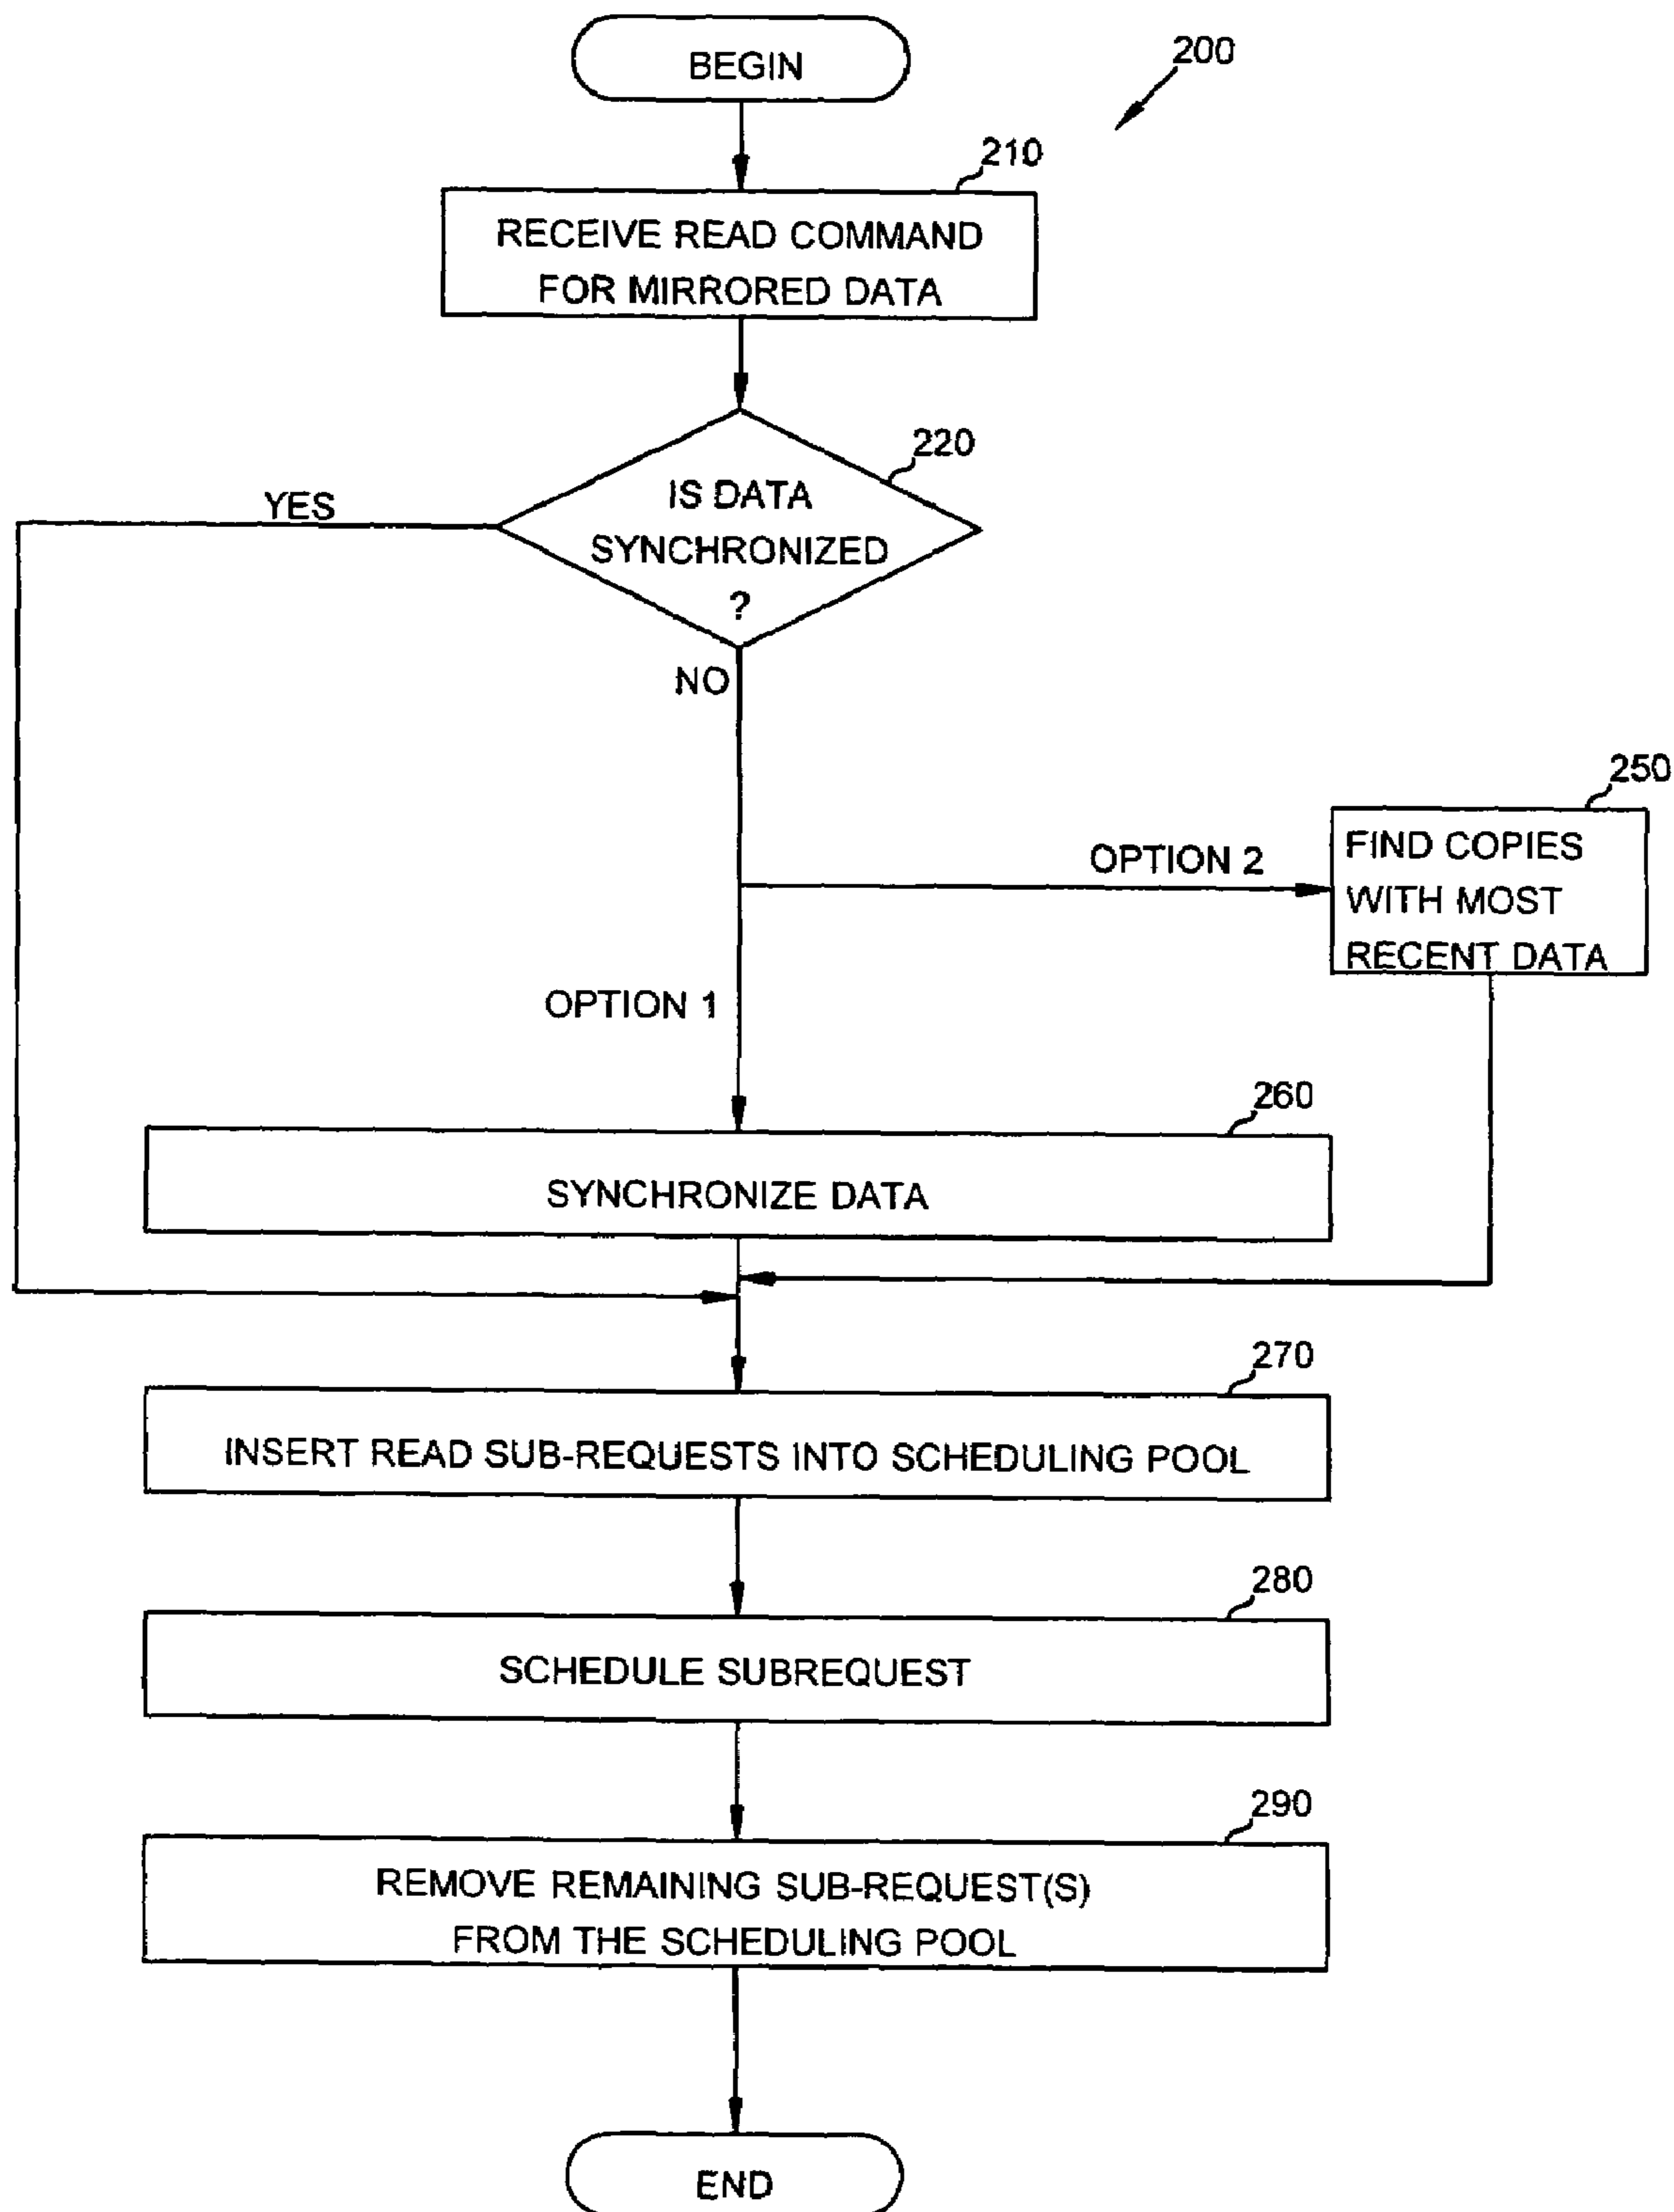 BEGIN
200
210
RECEIVE READ COMMAND
FOR MIRRORED DATA
220
IS DATA
SYNCHRONIZED
?
YES
NO
250
FIND COPIES
WITH MOST
RECENT DATA
OPTION 2
OPTION 1
260
SYNCHRONIZE DATA
270
INSERT READ SUB-REQUESTS INTO SCHEDULING POOL
280
SCHEDULE SUBREQUEST
290
REMOVE REMAINING SUB-REQUEST(S)
FROM THE SCHEDULING POOL
END